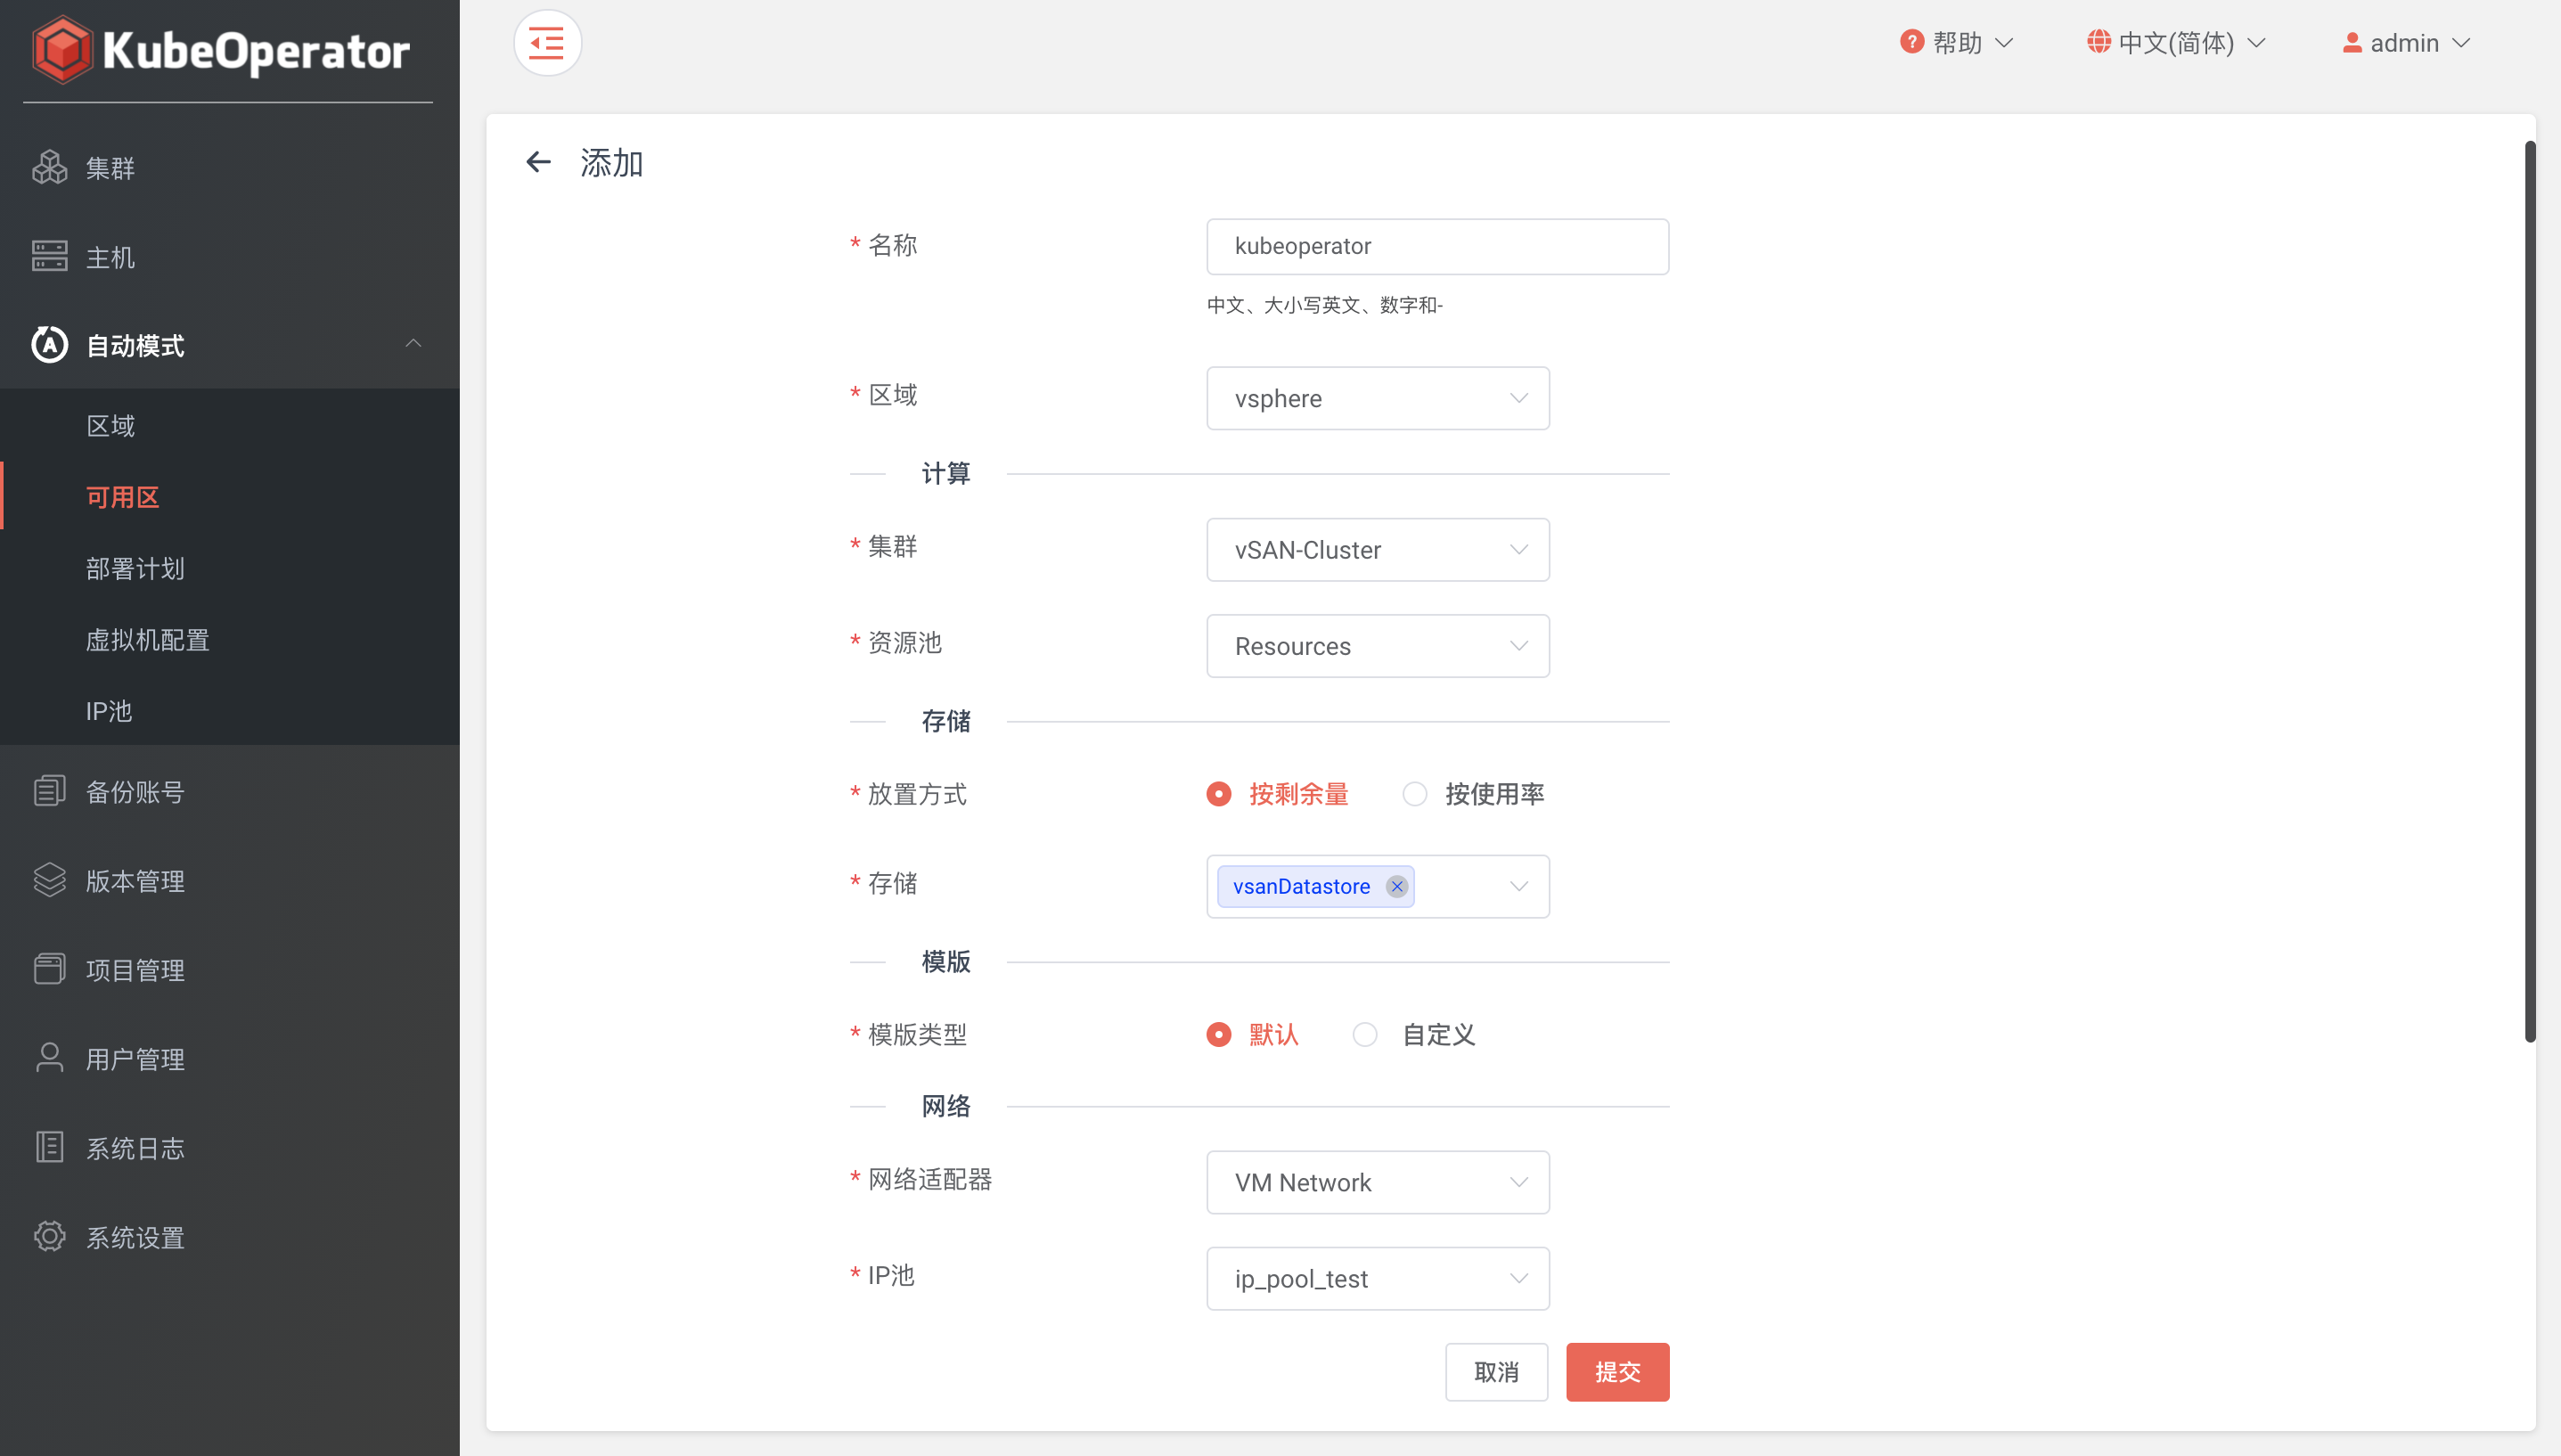 KubeOperator
帮助
中文(简体)
admin
集群
主机
自动模式
区域
可用区
部署计划
虚拟机配置
IP池
备份账号
版本管理
项目管理
用户管理
系统日志
系统设置
添加
* 名称
kubeoperator
中文、大小写英文、数字和-
* 区域
vsphere
计算
* 集群
vSAN-Cluster
* 资源池
Resources
存储
* 放置方式
按剩余量 按使用率
* 存储
vsanDatastore
模版
* 模版类型
默认 自定义
网络
* 网络适配器
VM Network
* IP池
ip_pool_test
取消 提交